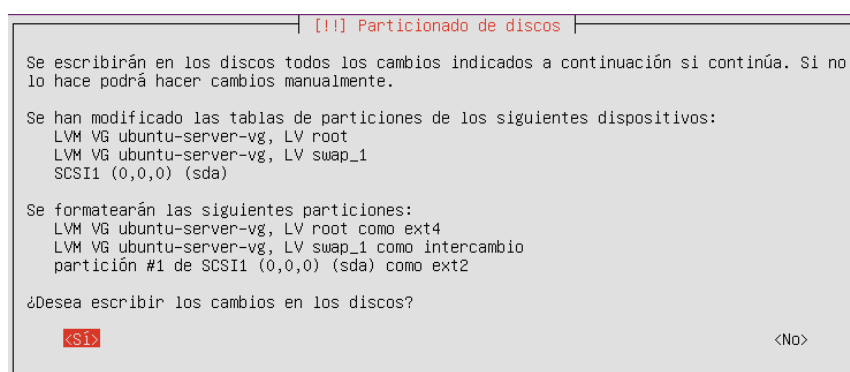 [!!] Particionado de discos
Se escribirán en los discos todos los cambios indicados a continuación si continúa. Si no
lo hace podrá hacer cambios manualmente.
Se han modificado las tablas de particiones de los siguientes dispositivos:
LVM VG ubuntu-server-vg, LV root
LVM VG ubuntu-server-vg, LV swap_1
SCSI1 (0,0,0) (sda)
Se formatearán las siguientes particiones:
LVM VG ubuntu-server-vg, LV root como ext4
LVM VG ubuntu-server-vg, LV swap_1 como intercambio
partición #1 de SCSI1 (0,0,0) (sda) como ext2
¿Desea escribir los cambios en los discos?
<Sí> <No>